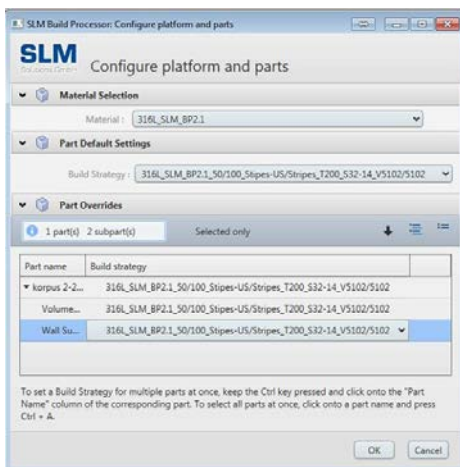 SLM Build Processor: Configure platform and parts
SLM
Configure platform and parts
Material Selection
Material : 316L_SLM_BP2.1
Part Default Settings
Build Strategy : 316L_SLM_BP2.1_50/100_Stipes-US/Stripes_T200_S32-14_V5102/5102
Part Overrides
1 part(s) 2 subpart(s) Selected only
Part name Build strategy
korpus 2-2... 316L_SLM_BP2.1_50/100_Stipes-US/Stripes_T200_S32-14_V5102/5102
Volume... 316L_SLM_BP2.1_50/100_Stipes-US/Stripes_T200_S32-14_V5102/5102
Wall Su... 316L_SLM_BP2.1_50/100_Stipes-US/Stripes_T200_S32-14_V5102/5102
To set a Build Strategy for multiple parts at once, keep the Ctrl key pressed and click onto the "Part
Name" column of the corresponding part. To select all parts at once, click onto a part name and press
Ctrl + A.
OK Cancel